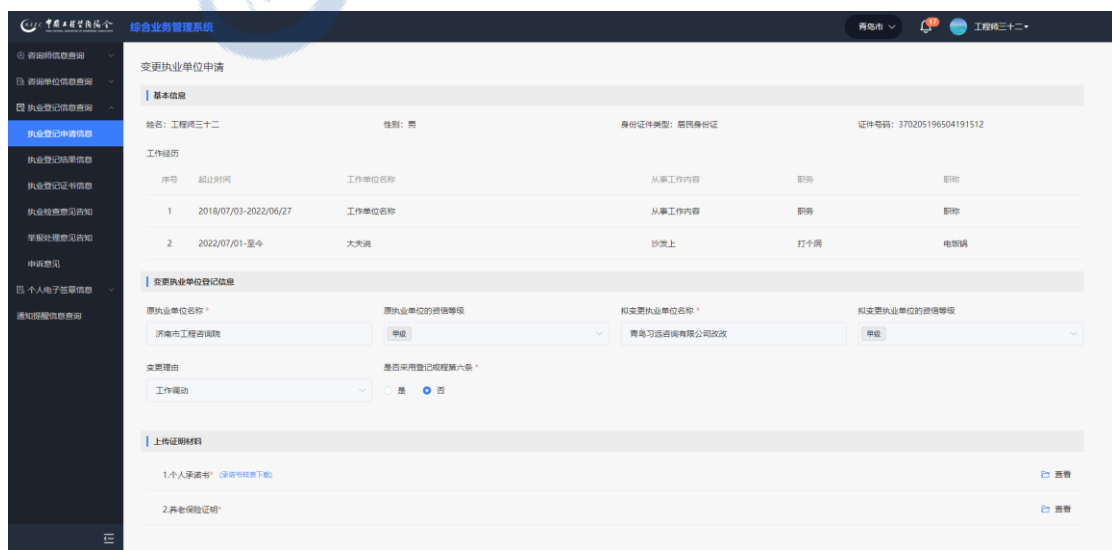 中国工程咨询协会 综合业务管理系统 青岛市 17 工程师三十二
咨询师信息查询
咨询单位信息查询
执业登记信息查询
执业登记申请信息
执业登记结果信息
执业登记证书信息
执业检查意见告知
举报处理意见告知
申诉意见
个人电子签章信息
通知提醒信息查询
变更执业单位申请
基本信息
姓名：工程师三十二 性别：男 身份证件类型：居民身份证 证件号码：370205196504191512
工作经历
序号 起止时间 工作单位名称 从事工作内容 职务 职称
1 2018/07/03-2022/06/27 工作单位名称 从事工作内容 职务 职称
2 2022/07/01-至今 大夫说 沙发上 打个洞 电饭锅
变更执业单位登记信息
原执业单位名称* 原执业单位的资信等级 拟变更执业单位名称* 拟变更执业单位的资信等级
济南市工程咨询院 甲级 青岛习远咨询有限公司改改 甲级
变更理由 是否采用登记规程第六条*
工作调动 是 否
上传证明材料
1.个人承诺书* (承诺书样表下载) 查看
2.养老保险证明* 查看